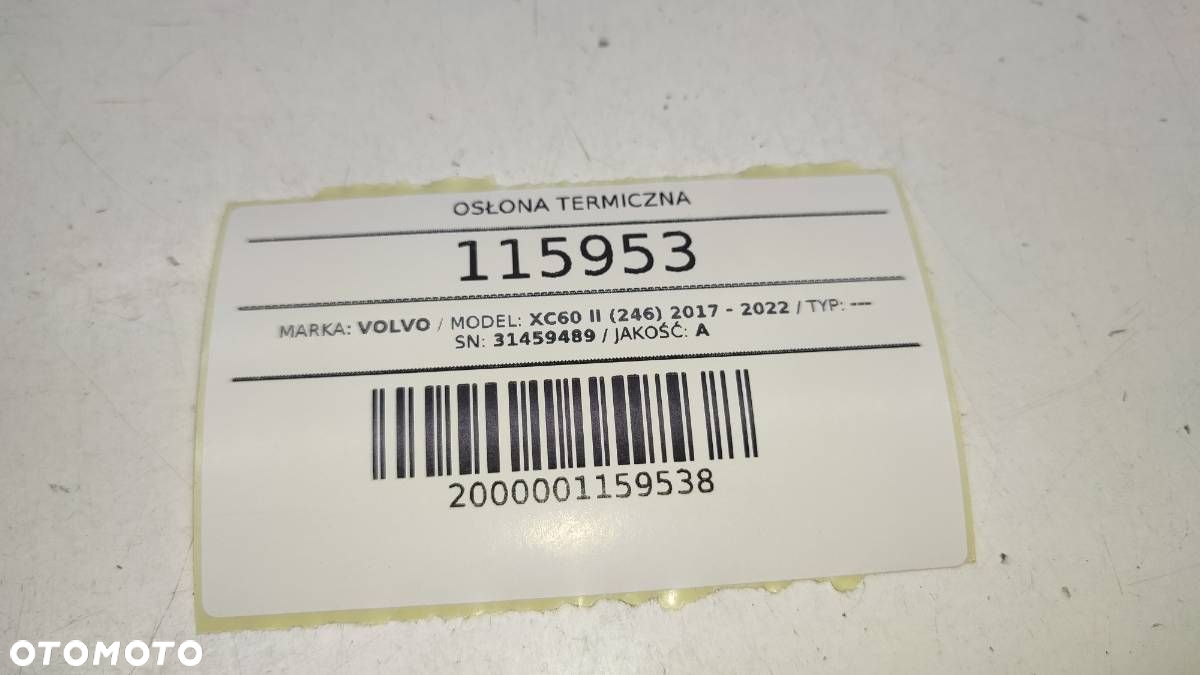 OSŁONA TERMICZNA
115953
MARKA: VOLVO / MODEL: XC60 II (246) 2017 - 2022 / TYP: ---
SN: 31459489 / JAKOŚĆ: A
2000001159538
OTOMOTO